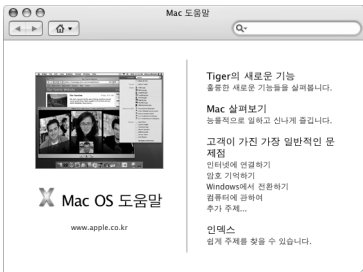 Mac 도움말
Mac OS 도움말
www.apple.co.kr
Tiger의 새로운 기능
훌륭한 새로운 기능들을 살펴봅니다.
Mac 살펴보기
능률적으로 일하고 신나게 즐깁니다.
고객이 가진 가장 일반적인 문
제점
인터넷에 연결하기
암호 기억하기
Windows에서 전환하기
컴퓨터에 관하여
추가 주제...
인덱스
쉽게 주제를 찾을 수 있습니다.